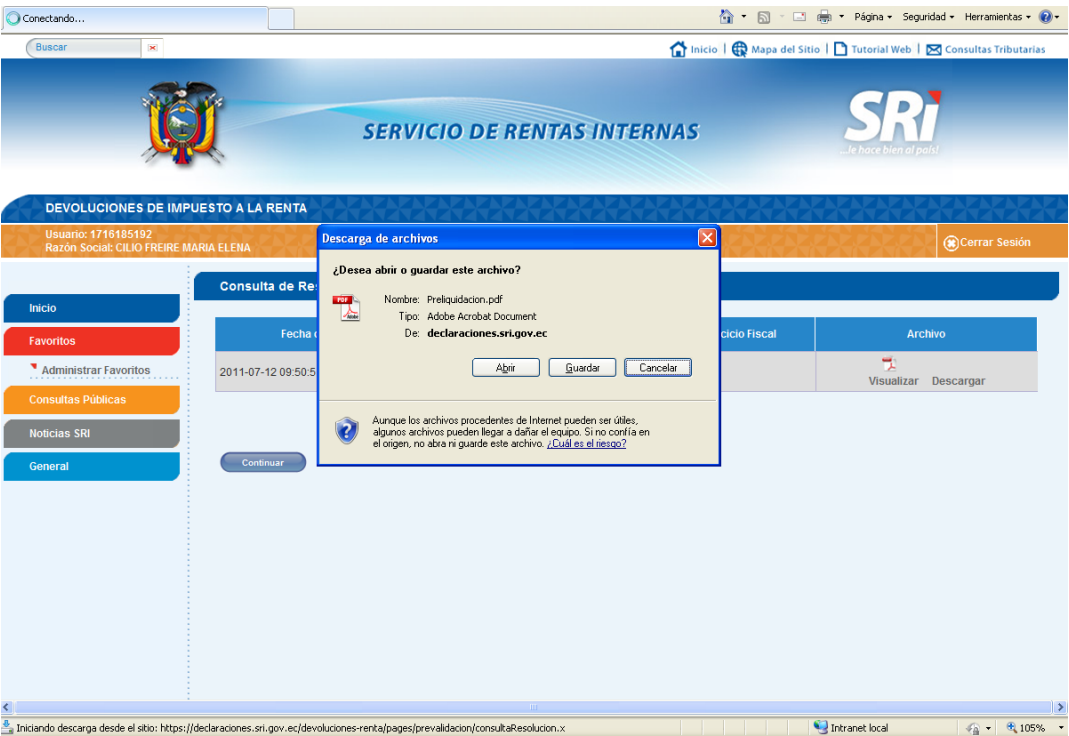 Conectando...
Página
Seguridad
Herramientas
Buscar
Inicio | Mapa del Sitio | Tutorial Web | Consultas Tributarias
SERVICIO DE RENTAS INTERNAS
SRi
...le hace bien al país!
DEVOLUCIONES DE IMPUESTO A LA RENTA
Usuario: 1716185192
Razón Social: CILIO FREIRE MARIA ELENA
Cerrar Sesión
Descarga de archivos
¿Desea abrir o guardar este archivo?
PDF
Adobe
Nombre: Preliquidacion.pdf
Tipo: Adobe Acrobat Document
De: declaraciones.sri.gov.ec
Abrir
Guardar
Cancelar
Aunque los archivos procedentes de Internet pueden ser útiles,
algunos archivos pueden llegar a dañar el equipo. Si no confía en
el origen, no abra ni guarde este archivo. ¿Cuál es el riesgo?
Consulta de Re
Inicio
Favoritos
Administrar Favoritos
Consultas Públicas
Noticias SRI
General
Fecha
Fiscal
Archivo
2011-07-12 09:50:5
Visualizar Descargar
Continuar
Iniciando descarga desde el sitio: https://declaraciones.sri.gov.ec/devoluciones-renta/pages/prevalidacion/consultaResolucion.x
Intranet local
105%